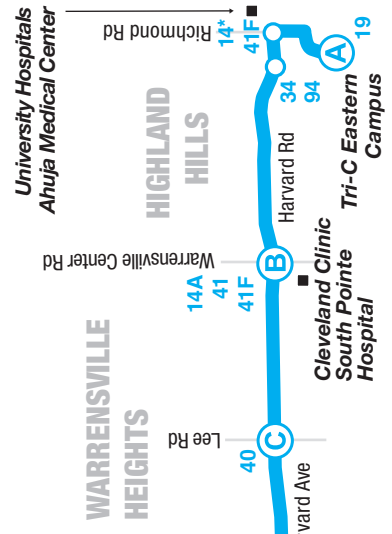 University Hospitals
Ahuja Medical Center
Richmond Rd
14*
41F
A
19
34
94
Tri-C Eastern
Campus
HIGHLAND
HILLS
Harvard Rd
Warrensville Center Rd
14A
41
41F
B
Cleveland Clinic
South Pointe
Hospital
WARRENSVILLE
HEIGHTS
Lee Rd
40
C
vard Ave